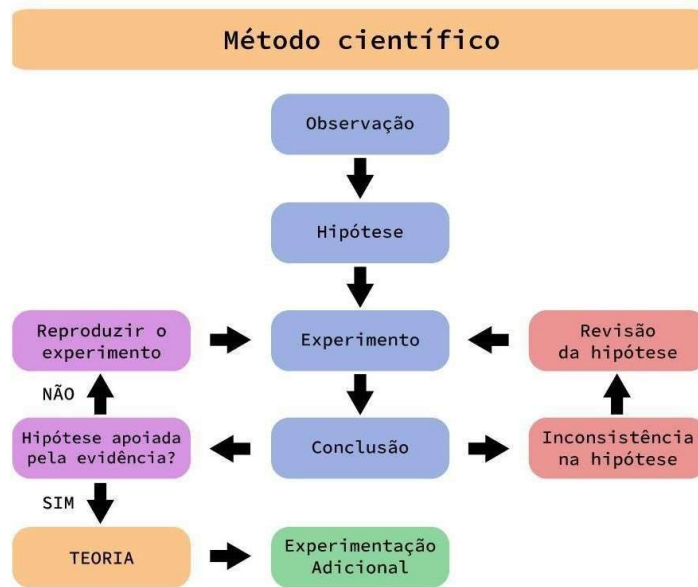 Método científico
Observação
Hipótese
Reproduzir o
experimento
Experimento
Revisão
da hipótese
NÃO
Hipótese apoiada
pela evidência?
Conclusão
Inconsistência
na hipótese
SIM
TEORIA
Experimentação
Adicional